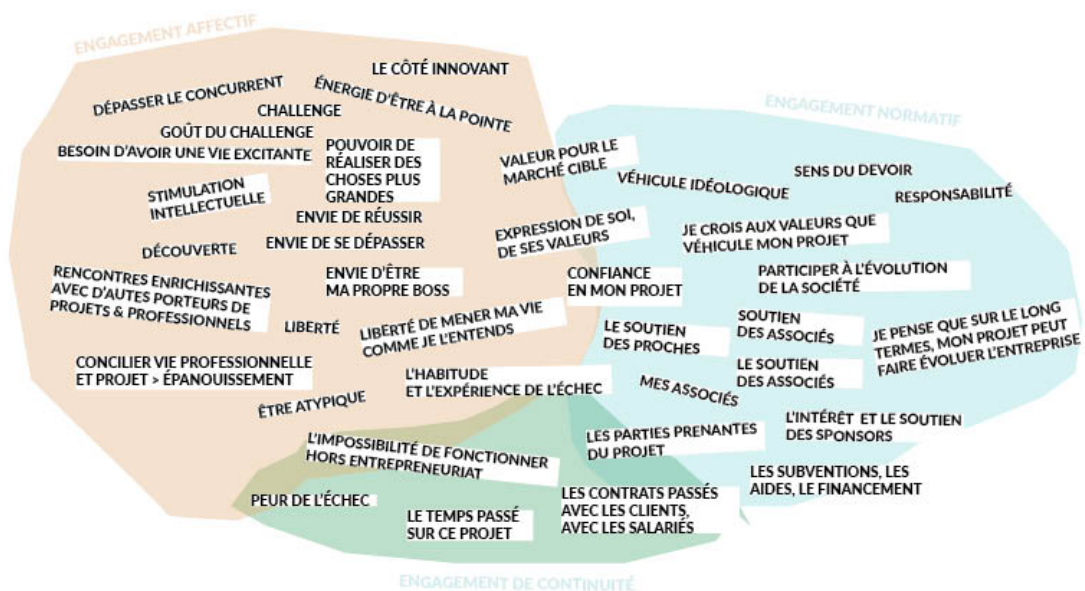 ENGAGEMENT AFFECTIF
LE CÔTÉ INNOVANT
DÉPASSER LE CONCURRENT
ÉNERGIE D'ÊTRE À LA POINTE
CHALLENGE
GOÛT DU CHALLENGE
BESOIN D'AVOIR UNE VIE EXCITANTE
POUVOIR DE
RÉALISER DES
CHOSES PLUS
GRANDES
STIMULATION
INTELLECTUELLE
ENVIE DE RÉUSSIR
DÉCOUVERTE
ENVIE DE SE DÉPASSER
RENCONTRES ENRICHISSANTES
AVEC D'AUTES PORTEURS DE
PROJETS & PROFESSIONNELS
ENVIE D'ÊTRE
MA PROPRE BOSS
LIBERTÉ
LIBERTÉ DE MENER MA VIE
COMME JE L'ENTENDS
CONCILIER VIE PROFESSIONNELLE
ET PROJET > ÉPANOUISSEMENT
L'HABITUDE
ET L'EXPÉRIENCE DE L'ÉCHEC
ÊTRE ATYPIQUE
ENGAGEMENT NORMATIF
VALEUR POUR LE
MARCHÉ CIBLE
VÉHICULE IDÉOLOGIQUE
SENS DU DEVOIR
RESPONSABILITÉ
EXPRESSION DE SOI,
DE SES VALEURS
JE CROIS AUX VALEURS QUE
VÉHICULE MON PROJET
CONFIANCE
EN MON PROJET
PARTICIPER À L'ÉVOLUTION
DE LA SOCIÉTÉ
LE SOUTIEN
DES PROCHES
SOUTIEN
DES ASSOCIÉS
JE PENSE QUE SUR LE LONG
TERMES, MON PROJET PEUT
FAIRE ÉVOLUER L'ENTREPRISE
LE SOUTIEN
DES ASSOCIÉS
MES ASSOCIÉS
L'INTÉRÊT ET LE SOUTIEN
DES SPONSORS
LES PARTIES PRENANTES
DU PROJET
LES SUBVENTIONS, LES
AIDES, LE FINANCEMENT
L'IMPOSSIBILITÉ DE FONCTIONNER
HORS ENTREPRENEURIAT
PEUR DE L'ÉCHEC
LE TEMPS PASSÉ
SUR CE PROJET
LES CONTRATS PASSÉS
AVEC LES CLIENTS,
AVEC LES SALARIÉS
ENGAGEMENT DE CONTINUITÉ